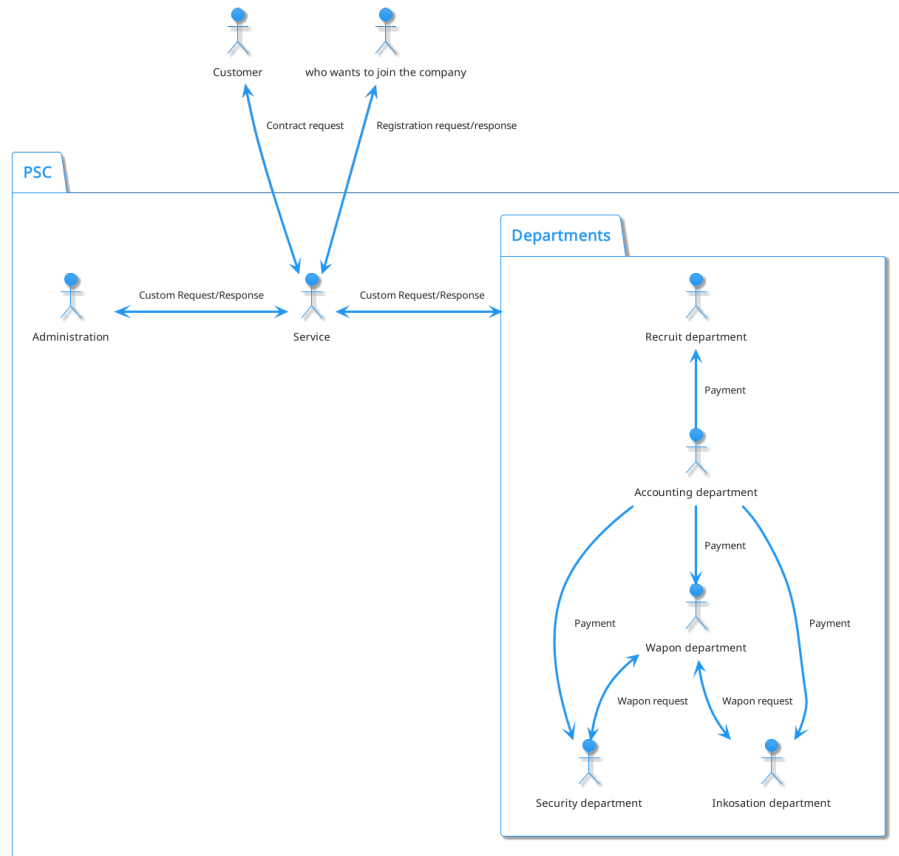 Customer
who wants to join the company
Contract request
Registration request/response
PSC
Departments
Custom Request/Response
Custom Request/Response
Administration
Service
Recruit department
Payment
Accounting department
Payment
Payment
Payment
Wapon department
Wapon request
Wapon request
Security department
Inkosation department